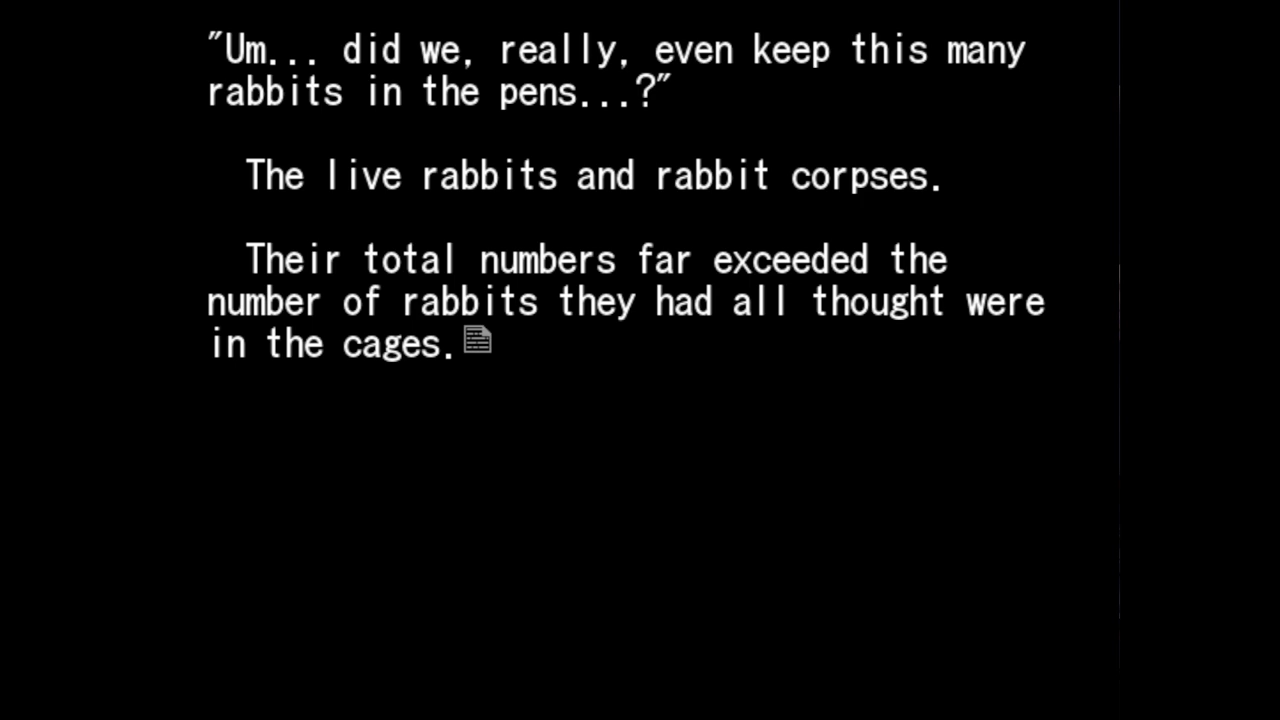 "Um... did we, really, even keep this many
rabbits in the pens...?"
The live rabbits and rabbit corpses.
Their total numbers far exceeded the
number of rabbits they had all thought were
in the cages.